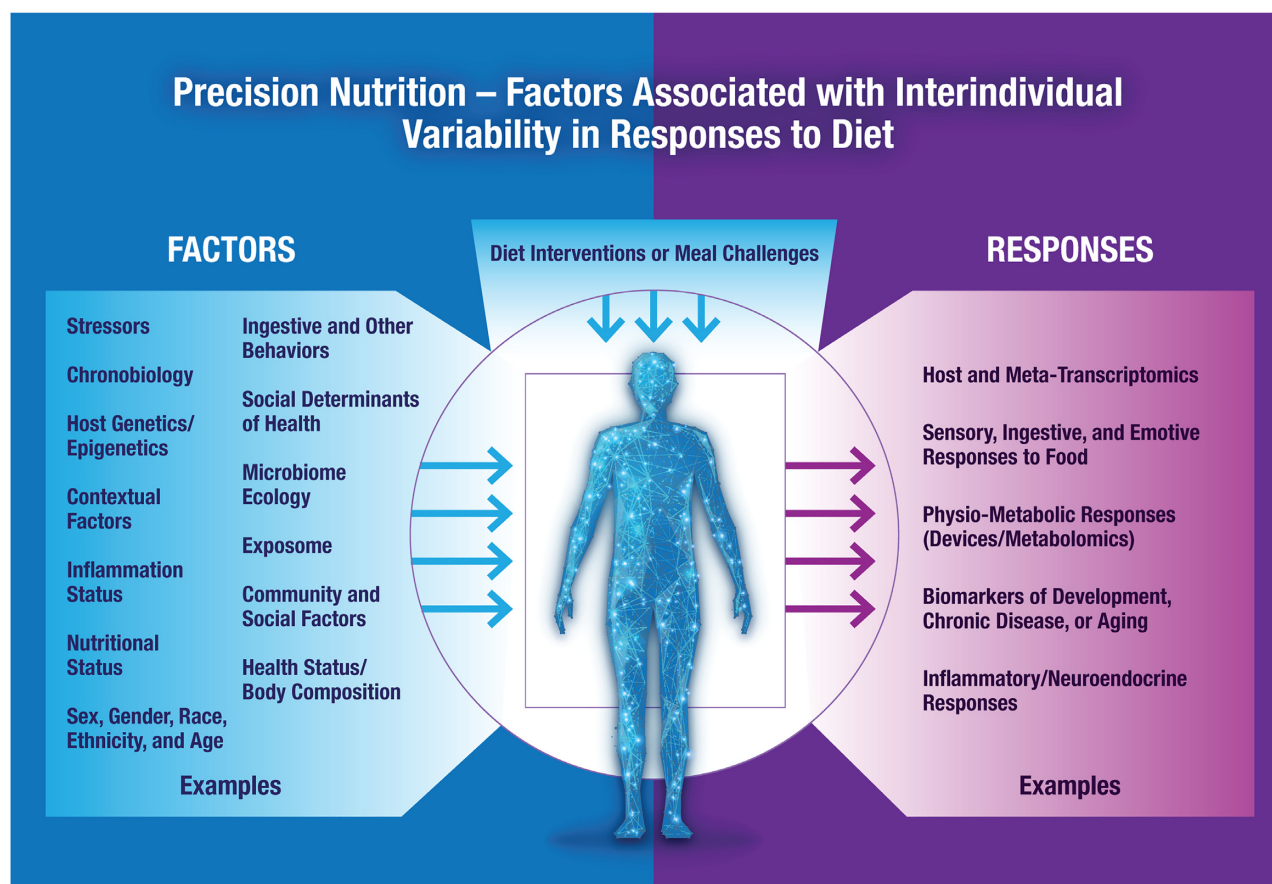 Precision Nutrition – Factors Associated with Interindividual
Variability in Responses to Diet
FACTORS
Stressors
Chronobiology
Host Genetics/
Epigenetics
Contextual
Factors
Inflammation
Status
Nutritional
Status
Sex, Gender, Race,
Ethnicity, and Age
Ingestive and Other
Behaviors
Social Determinants
of Health
Microbiome
Ecology
Exposome
Community and
Social Factors
Health Status/
Body Composition
Examples
Diet Interventions or Meal Challenges
RESPONSES
Host and Meta-Transcriptomics
Sensory, Ingestive, and Emotive
Responses to Food
Physio-Metabolic Responses
(Devices/Metabolomics)
Biomarkers of Development,
Chronic Disease, or Aging
Inflammatory/Neuroendocrine
Responses
Examples